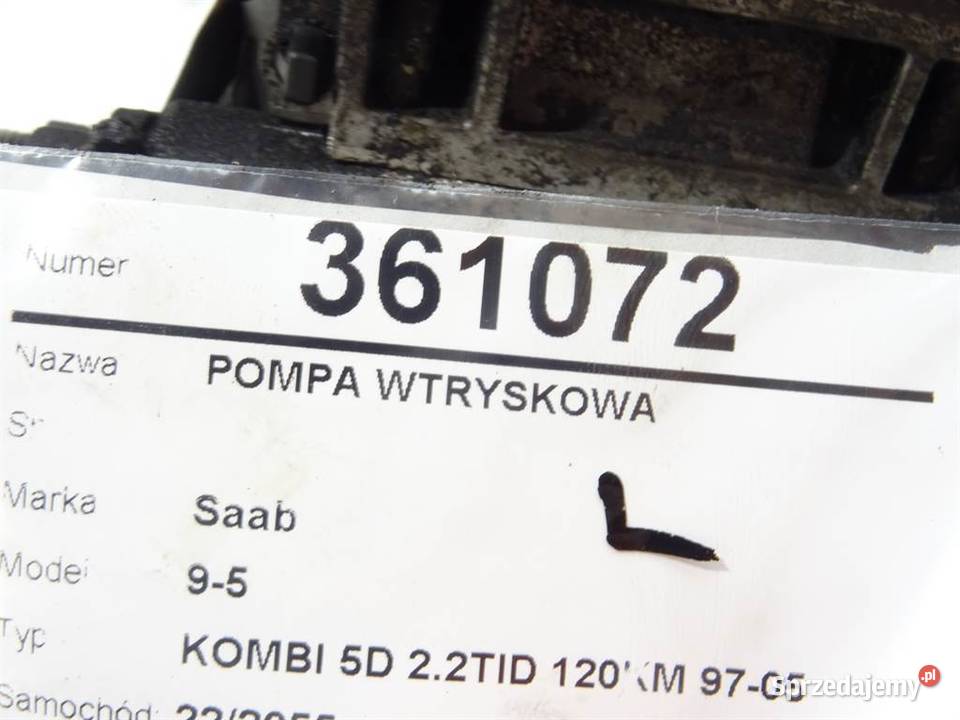 Numer 361072
Nazwa POMPA WTRYSKOWA
Marka Saab
Model 9-5
Typ KOMBI 5D 2.2TID 120KM 97-05
Sprzedajemy.pl
Samochód: